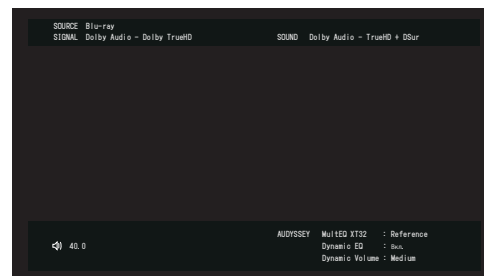 SOURCE Blu-ray
SIGNAL Dolby Audio - Dolby TrueHD SOUND Dolby Audio - TrueHD + DSur
AUDYSSEY MultEQ XT32 : Reference
40.0 Dynamic EQ : Вкл.
Dynamic Volume : Medium